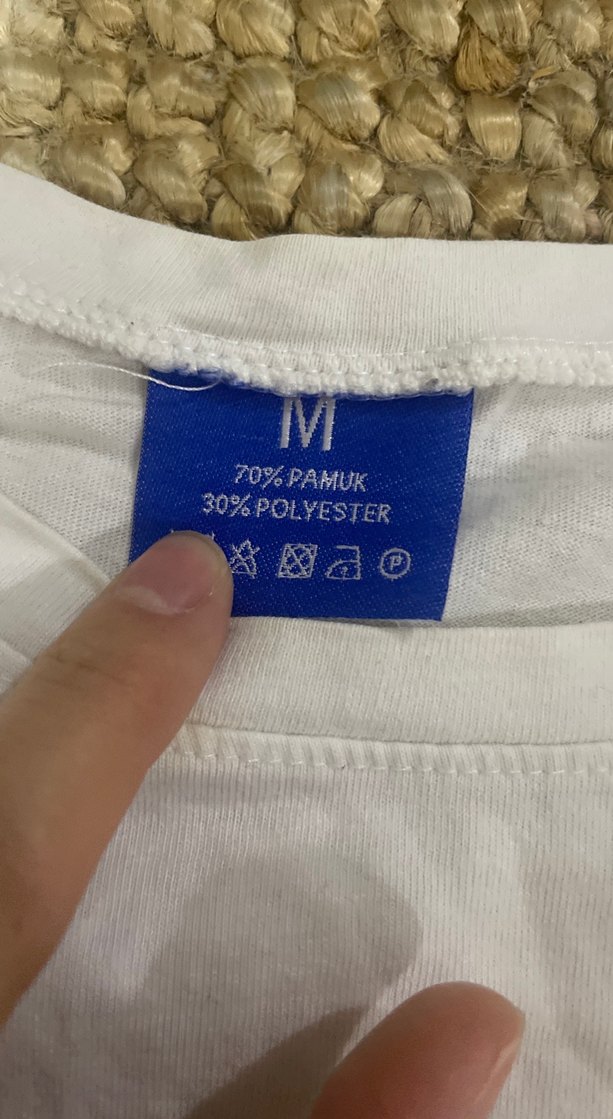 M
70% PAMUK
30% POLYESTER
P